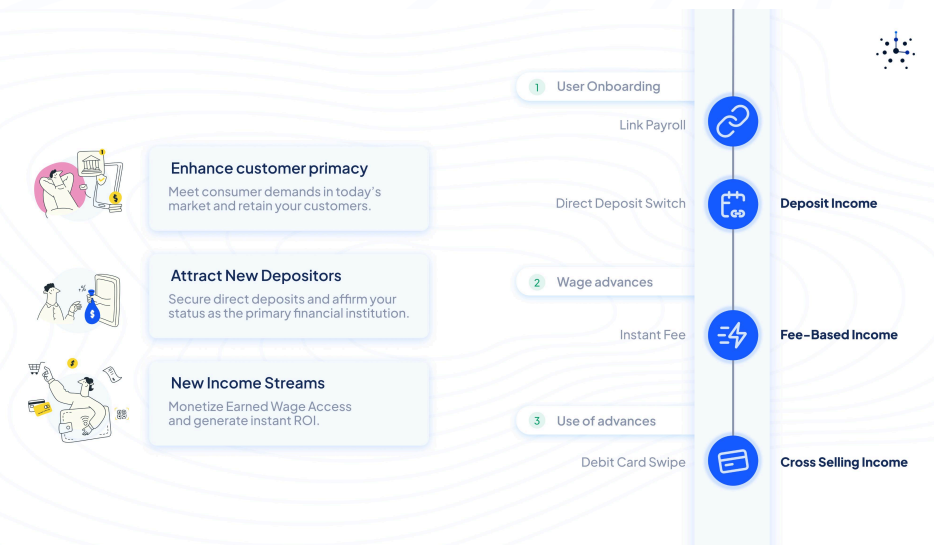 Enhance customer primacy
Meet consumer demands in today's
market and retain your customers.
Attract New Depositors
Secure direct deposits and affirm your
status as the primary financial institution.
New Income Streams
Monetize Earned Wage Access
and generate instant ROI.
1 User Onboarding
Link Payroll
Direct Deposit Switch
Deposit Income
2 Wage advances
Instant Fee
Fee-Based Income
3 Use of advances
Debit Card Swipe
Cross Selling Income